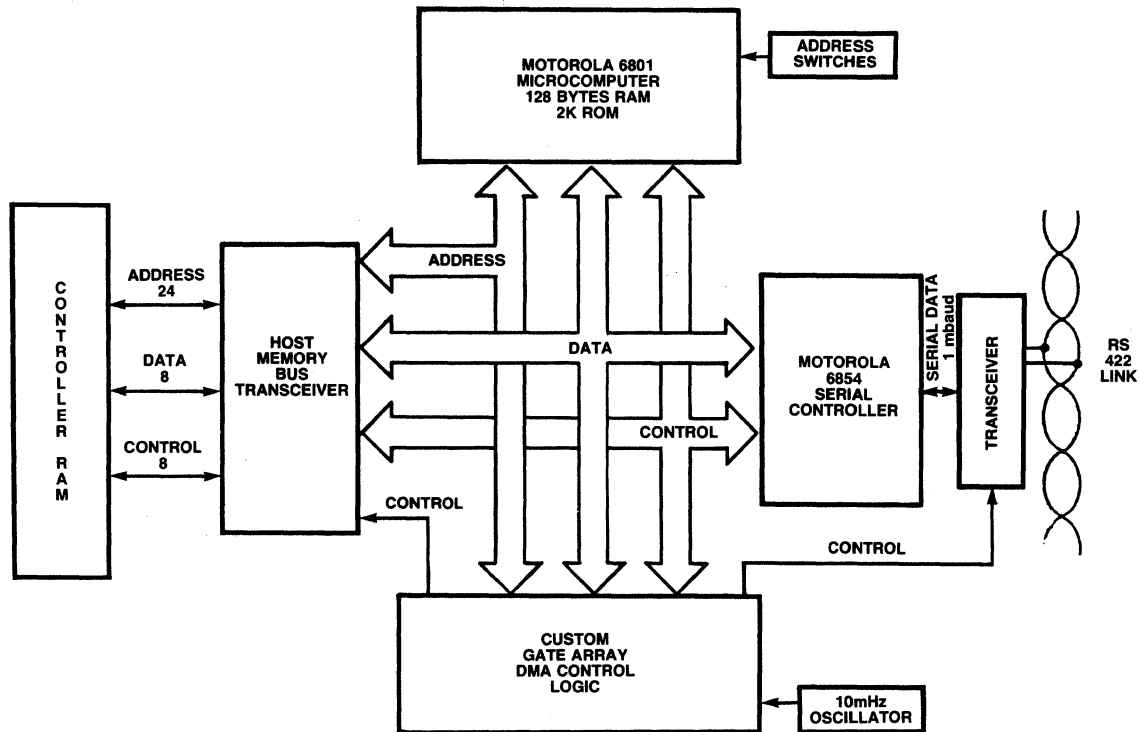 MOTOROLA 6801
MICROCOMPUTER
128 BYTES RAM
2K ROM
ADDRESS
SWITCHES
CONTROLLER RAM
ADDRESS
24
DATA
8
CONTROL
8
HOST
MEMORY
BUS
TRANSCEIVER
ADDRESS
DATA
CONTROL
CONTROL
MOTOROLA
6854
SERIAL
CONTROLLER
SERIAL DATA
1 mbaud
TRANSCEIVER
RS
422
LINK
CONTROL
CUSTOM
GATE ARRAY
DMA CONTROL
LOGIC
10mHz
OSCILLATOR